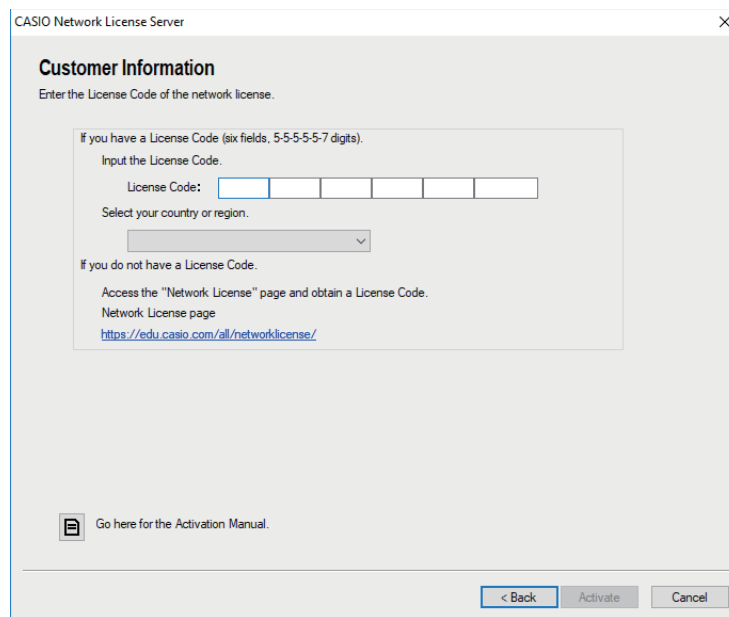 CASIO Network License Server
Customer Information
Enter the License Code of the network license.
If you have a License Code (six fields, 5-5-5-5-5-7 digits).
Input the License Code.
License Code:
Select your country or region.
If you do not have a License Code.
Access the "Network License" page and obtain a License Code.
Network License page
https://edu.casio.com/all/networklicense/
Go here for the Activation Manual.
< Back Activate Cancel